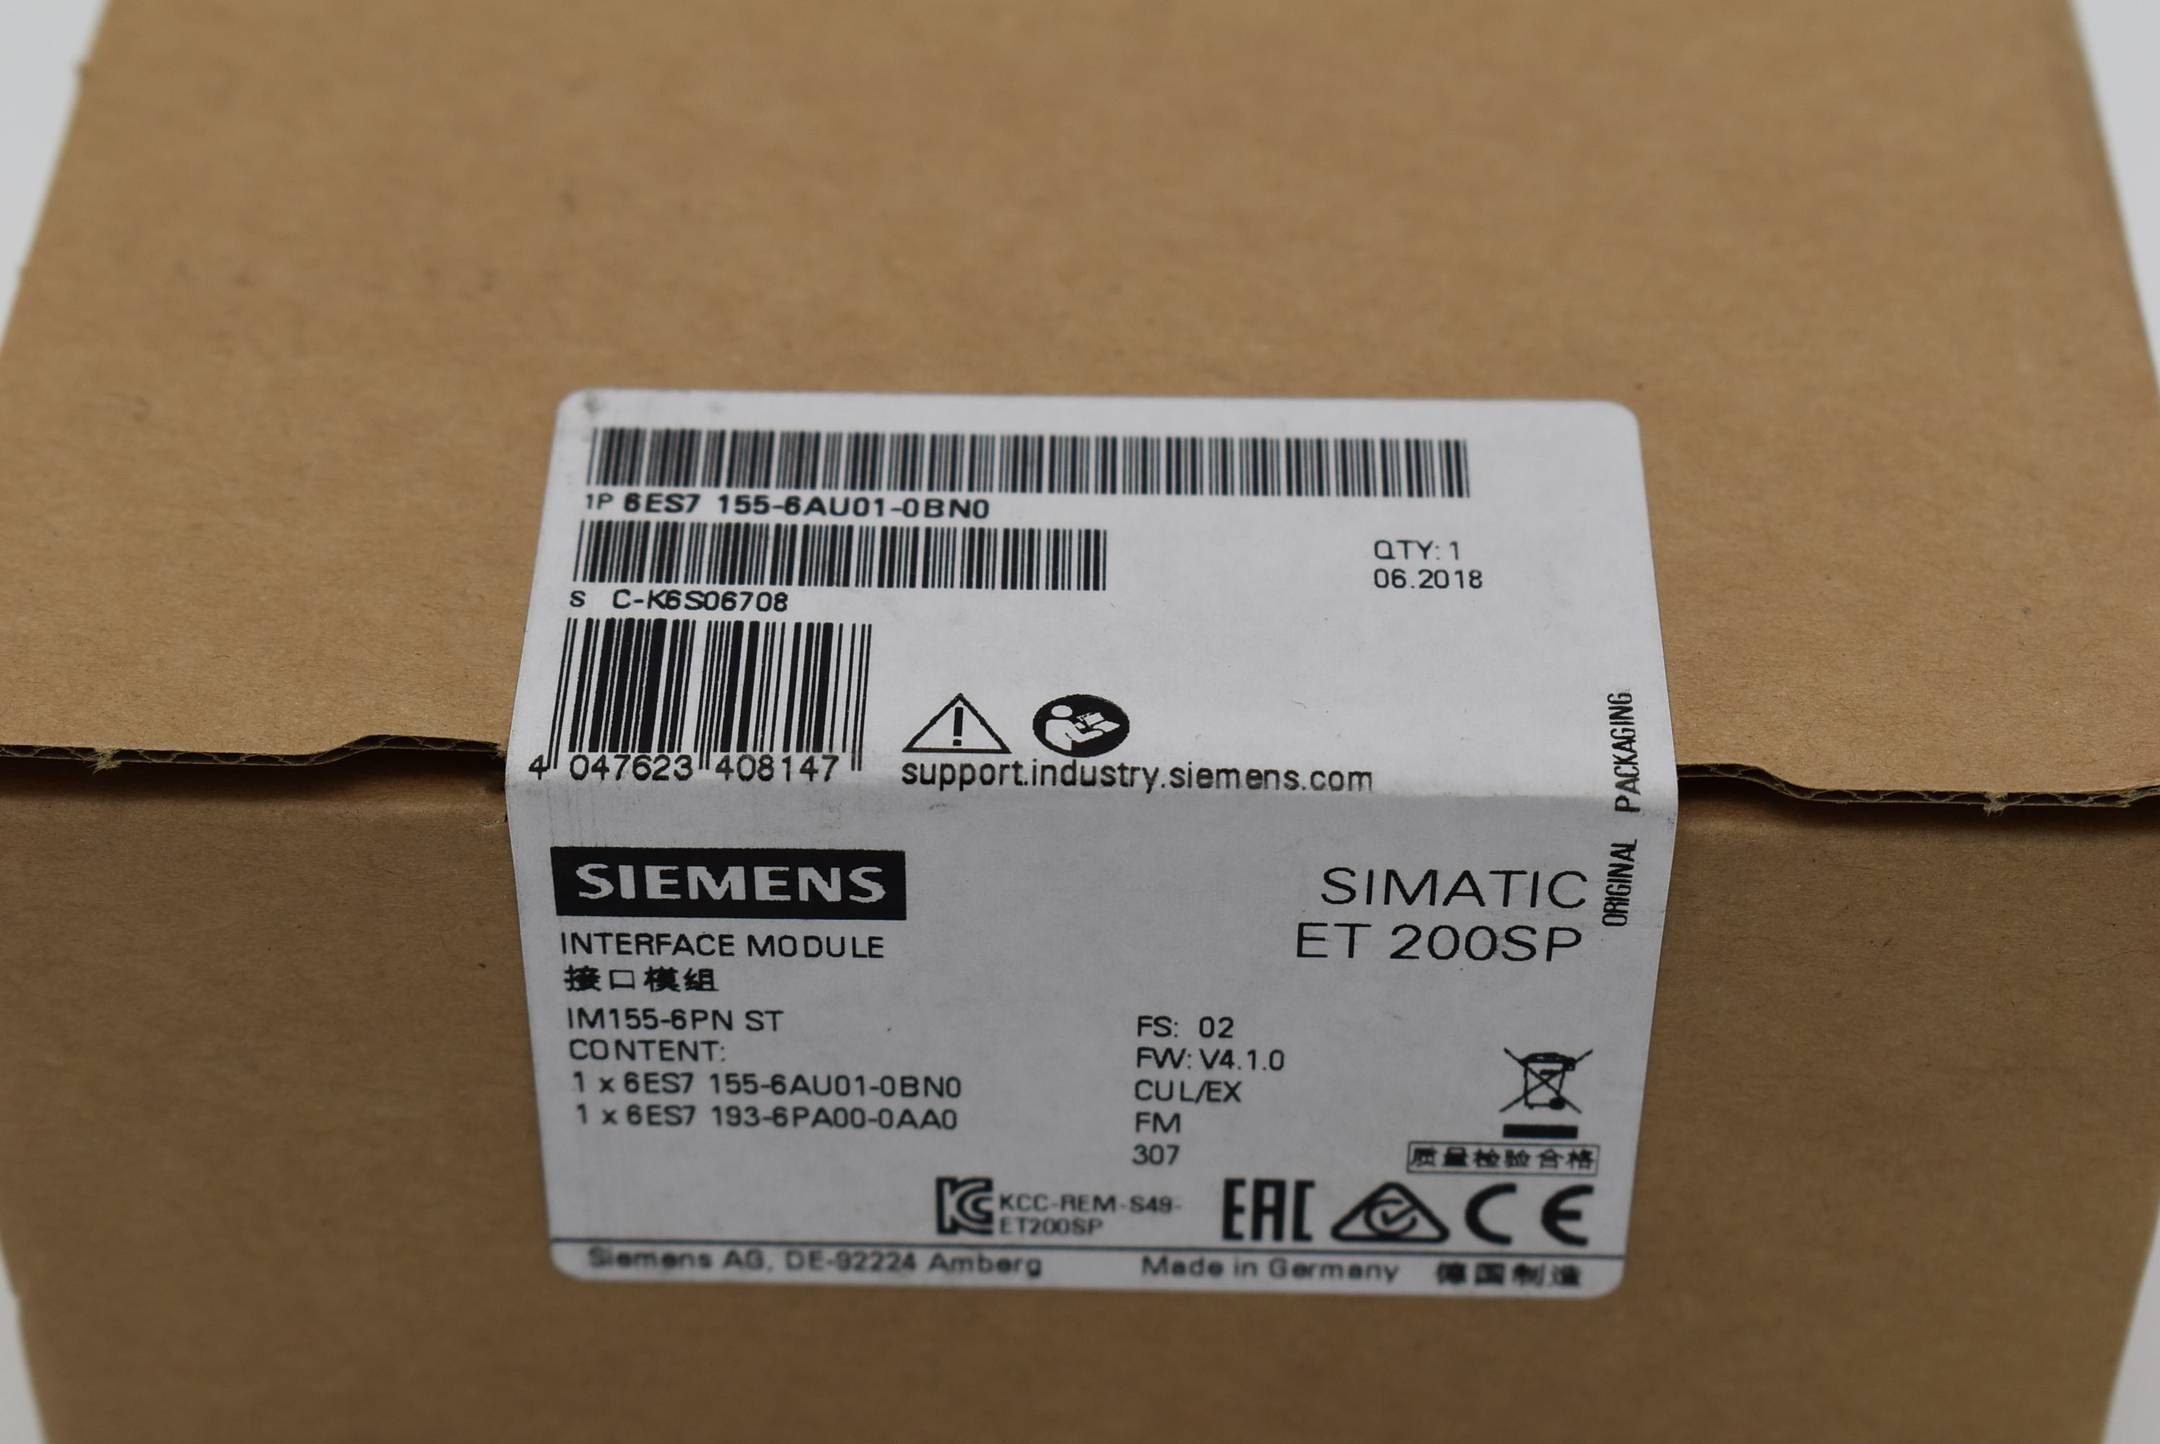 1P 6ES7 155-6AU01-0BN0
QTY: 1
06.2018
S C-K6S06708
4 047623 408147
support.industry.siemens.com
ORIGINAL PACKAGING
SIEMENS
SIMATIC
ET 200SP
INTERFACE MODULE
接口模组
IM155-6PN ST
CONTENT:
1 x 6ES7 155-6AU01-0BN0
1 x 6ES7 193-6PA00-0AA0
FS: 02
FW: V4.1.0
CUL/EX
FM
307
质量检验合格
KCC-REM-S49-
ET200SP
EAC
CE
Siemens AG, DE-92224 Amberg
Made in Germany 德国制造